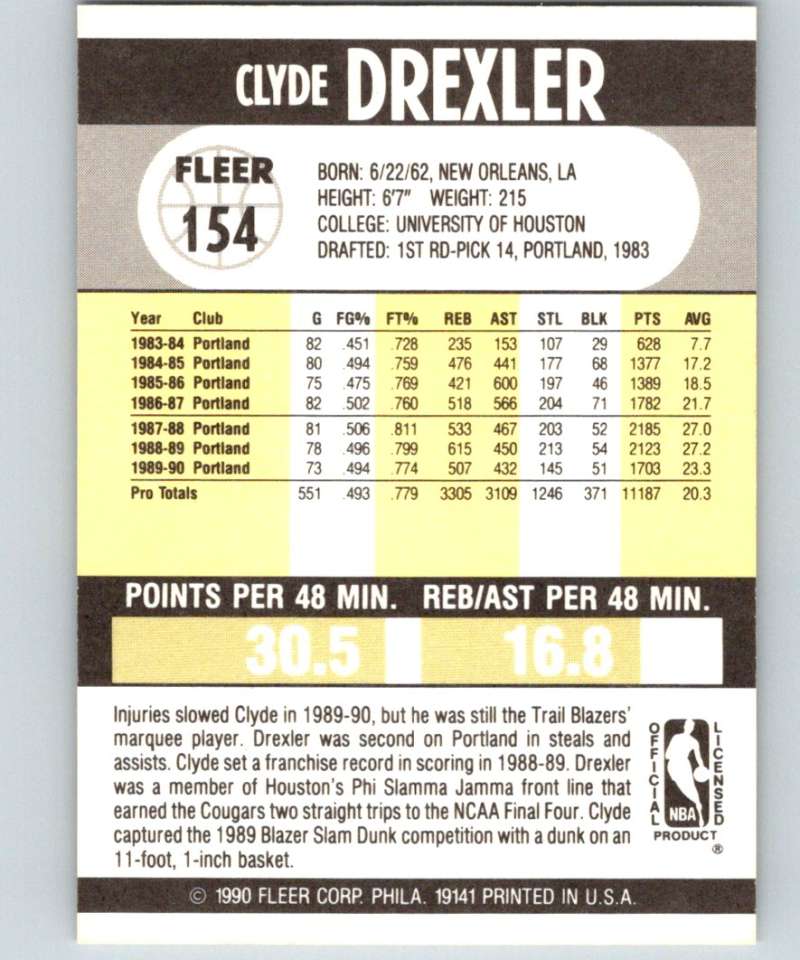 CLYDE DREXLER
FLEER
154
BORN: 6/22/62, NEW ORLEANS, LA
HEIGHT: 6'7" WEIGHT: 215
COLLEGE: UNIVERSITY OF HOUSTON
DRAFTED: 1ST RD-PICK 14, PORTLAND, 1983
Year Club G FG% FT% REB AST STL BLK PTS AVG
1983-84 Portland 82 .451 .728 235 153 107 29 628 7.7
1984-85 Portland 80 .494 .759 476 441 177 68 1377 17.2
1985-86 Portland 75 .475 .769 421 600 197 46 1389 18.5
1986-87 Portland 82 .502 .760 518 566 204 71 1782 21.7
1987-88 Portland 81 .506 .811 533 467 203 52 2185 27.0
1988-89 Portland 78 .496 .799 615 450 213 54 2123 27.2
1989-90 Portland 73 .494 .774 507 432 145 51 1703 23.3
Pro Totals 551 .493 .779 3305 3109 1246 371 11187 20.3
POINTS PER 48 MIN. REB/AST PER 48 MIN.
30.5 16.8
Injuries slowed Clyde in 1989-90, but he was still the Trail Blazers'
marquee player. Drexler was second on Portland in steals and
assists. Clyde set a franchise record in scoring in 1988-89. Drexler
was a member of Houston's Phi Slamma Jamma front line that
earned the Cougars two straight trips to the NCAA Final Four. Clyde
captured the 1989 Blazer Slam Dunk competition with a dunk on an
11-foot, 1-inch basket.
OFFICIAL
LICENSED
NBA
PRODUCT
®
© 1990 FLEER CORP. PHILA. 19141 PRINTED IN U.S.A.